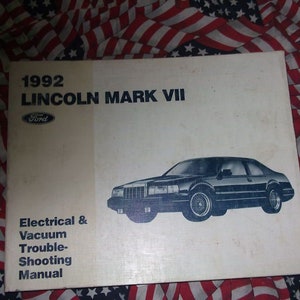 1992
LINCOLN MARK VII
Ford
Electrical &
Vacuum
Trouble-
Shooting
Manual